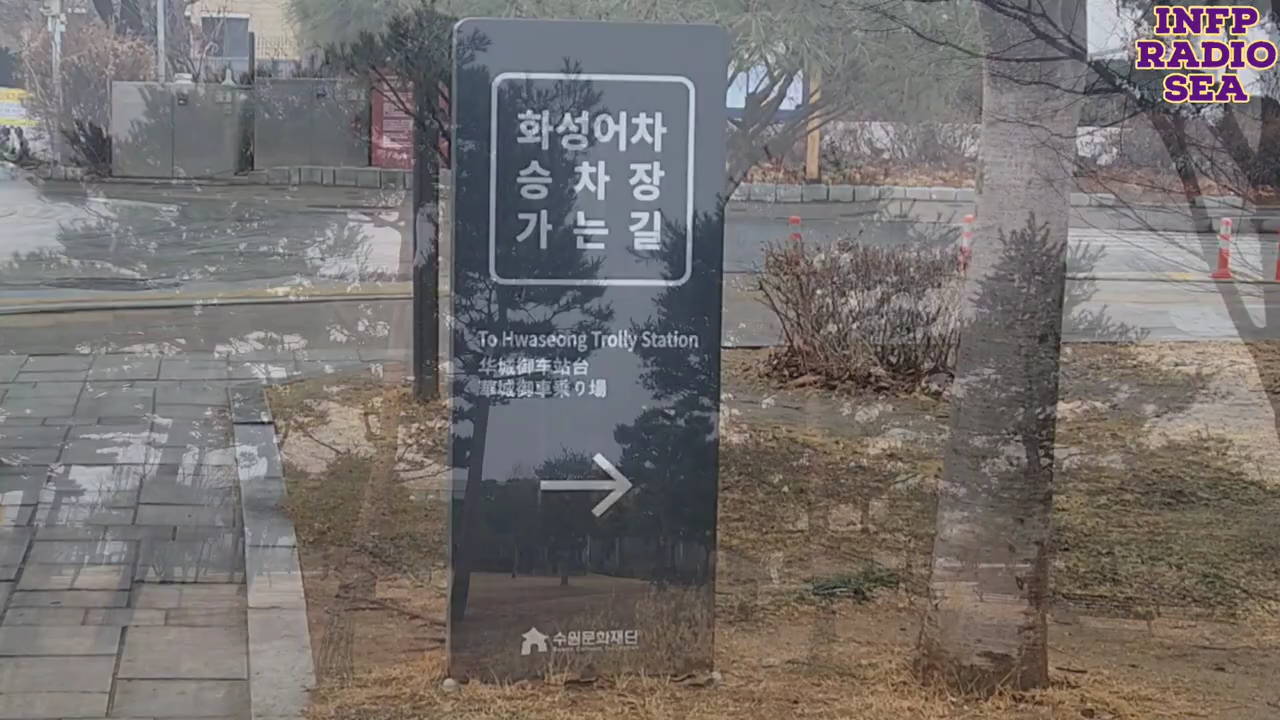 INFP
RADIO
SEA
화성어차
승차장
가는길
To Hwaseong Trolly Station
华城御车站台
華城御車乗り場
수원문화재단